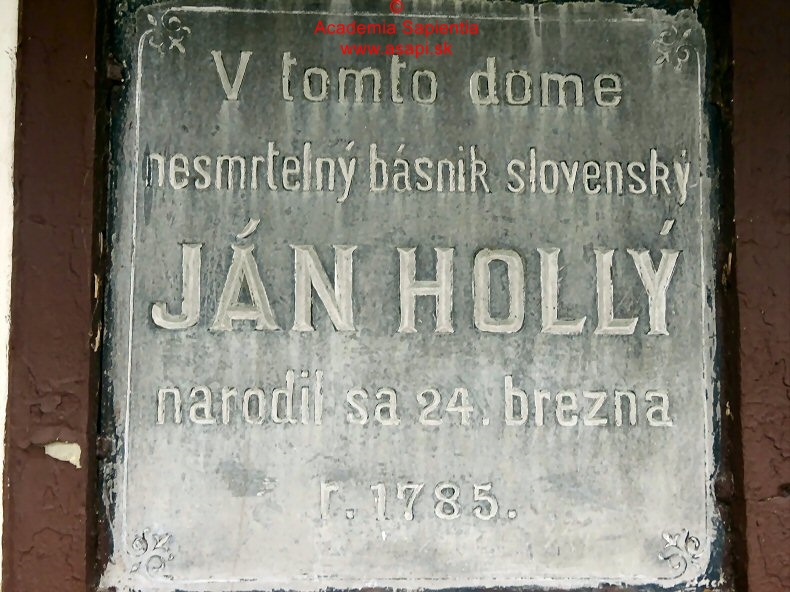 ©
Academia Sapientia
www.asapi.sk
V tomto dome
nesmrtelný básnik slovenský
JÁN HOLLÝ
narodil sa 24. brezna
r. 1785.